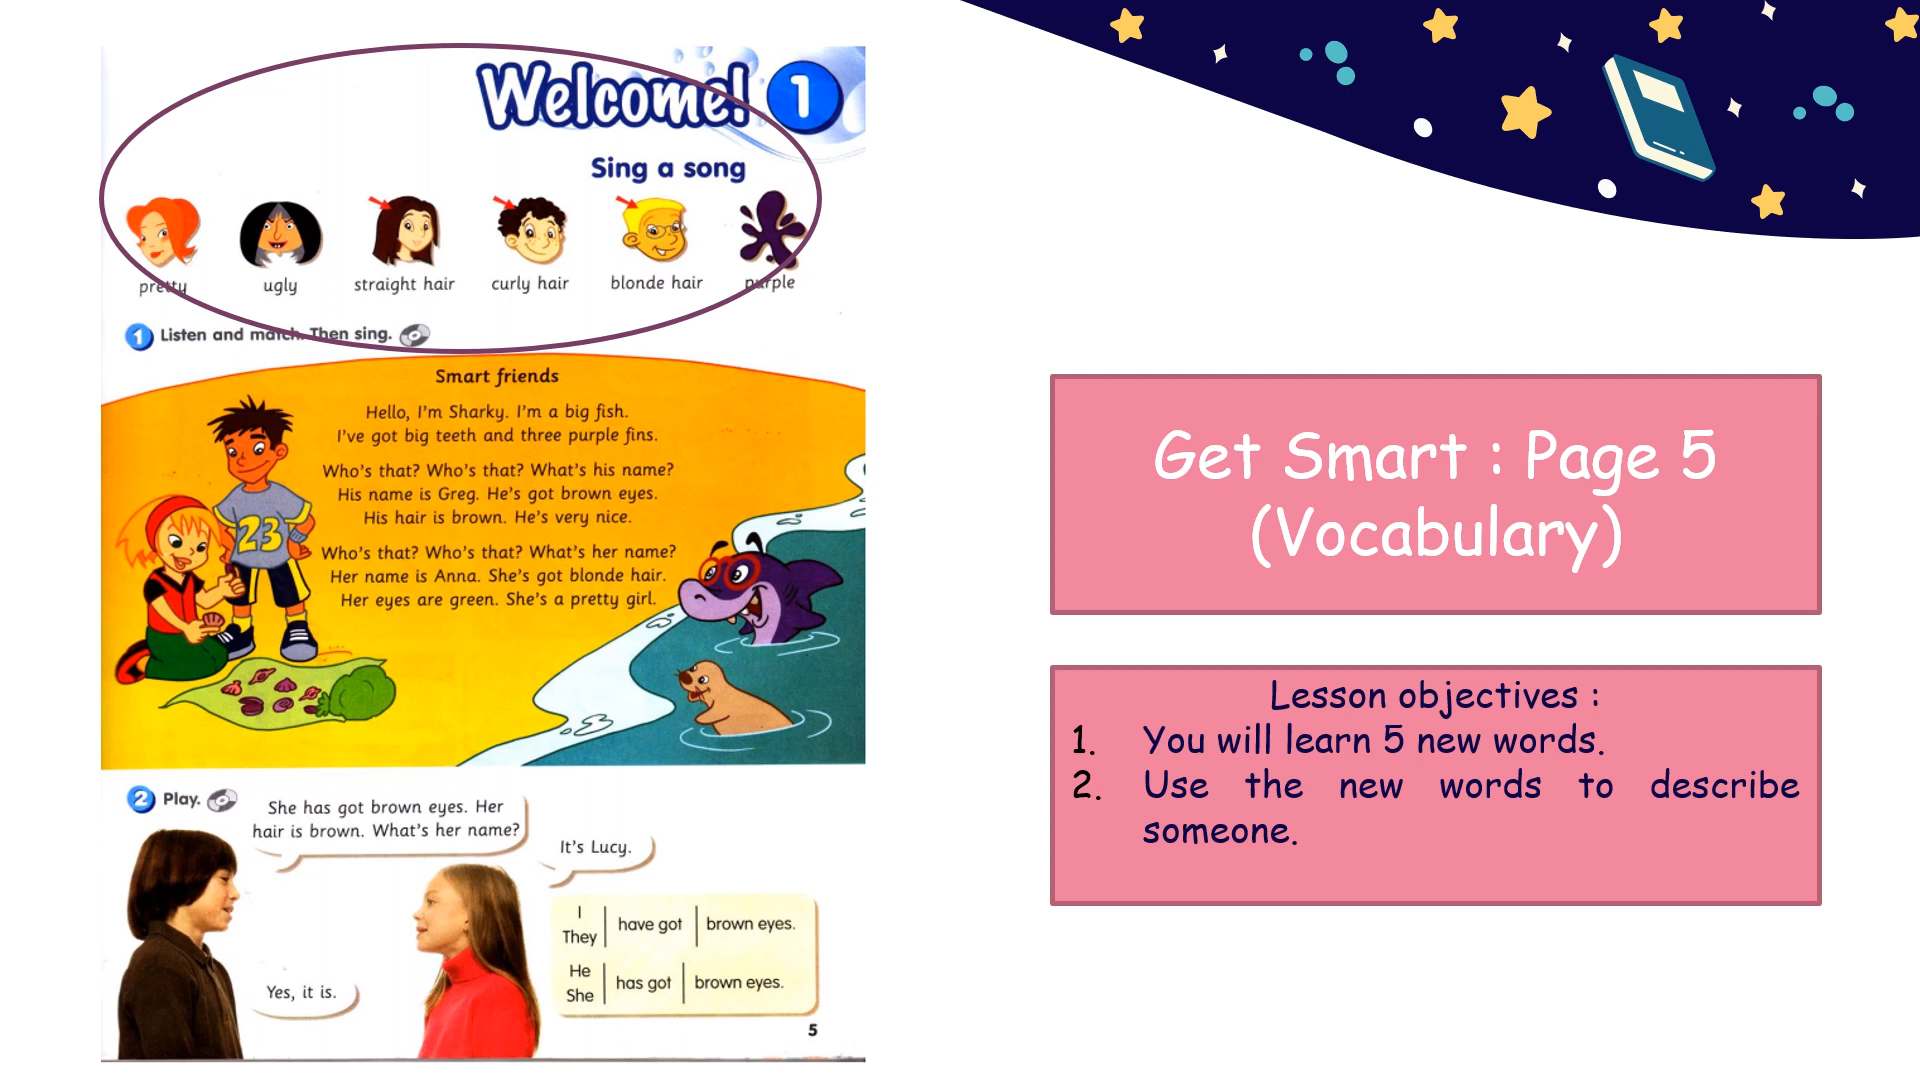 Welcome! 1
Sing a song
pretty
ugly
straight hair
curly hair
blonde hair
purple
1 Listen and match. Then sing.
Smart friends
Hello, I'm Sharky. I'm a big fish.
I've got big teeth and three purple fins.
Who's that? Who's that? What's his name?
His name is Greg. He's got brown eyes.
His hair is brown. He's very nice.
Who's that? Who's that? What's her name?
Her name is Anna. She's got blonde hair.
Her eyes are green. She's a pretty girl.
23
2 Play.
She has got brown eyes. Her
hair is brown. What's her name?
It's Lucy.
Yes, it is.
I
They
have got
brown eyes.
He
She
has got
brown eyes.
5
Get Smart : Page 5
(Vocabulary)
Lesson objectives :
1. You will learn 5 new words.
2. Use the new words to describe
someone.